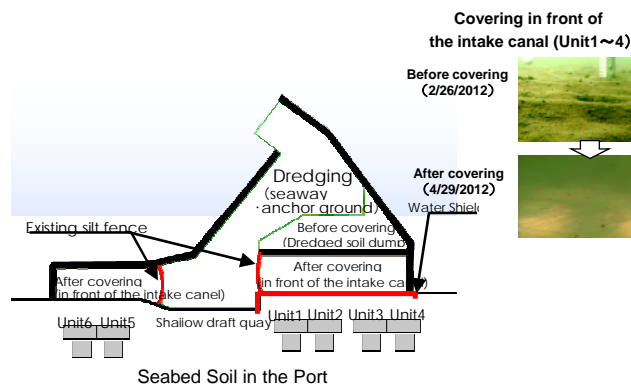 Covering in front of
the intake canal (Unit1~4)
Before covering
(2/26/2012)
After covering
(4/29/2012)
Water Shield
Dredging
(seaway
・anchor ground)
Before covering
(Dredged soil dump
Existing silt fence
After covering
(in front of the intake canel)
After covering
(in front of the intake canal)
Shallow draft quay
Unit6 Unit5
Unit1 Unit2 Unit3 Unit4
Seabed Soil in the Port